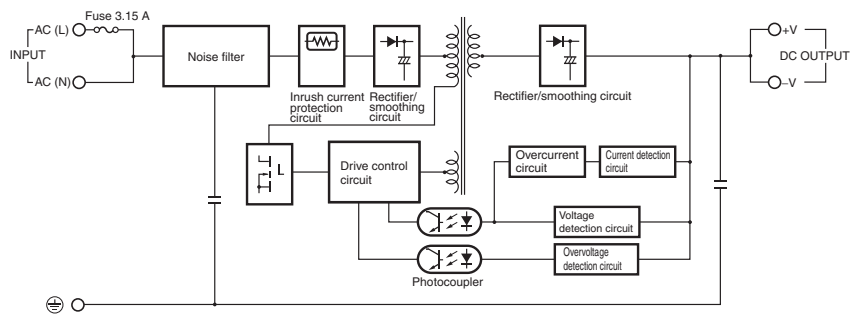 Fuse 3.15 A
AC (L)
INPUT
AC (N)
Noise filter
Inrush current
protection
circuit
Rectifier/
smoothing
circuit
Rectifier/smoothing circuit
+V
DC OUTPUT
–V
Drive control
circuit
Overcurrent
circuit
Current detection
circuit
Voltage
detection circuit
Overvoltage
detection circuit
Photocoupler